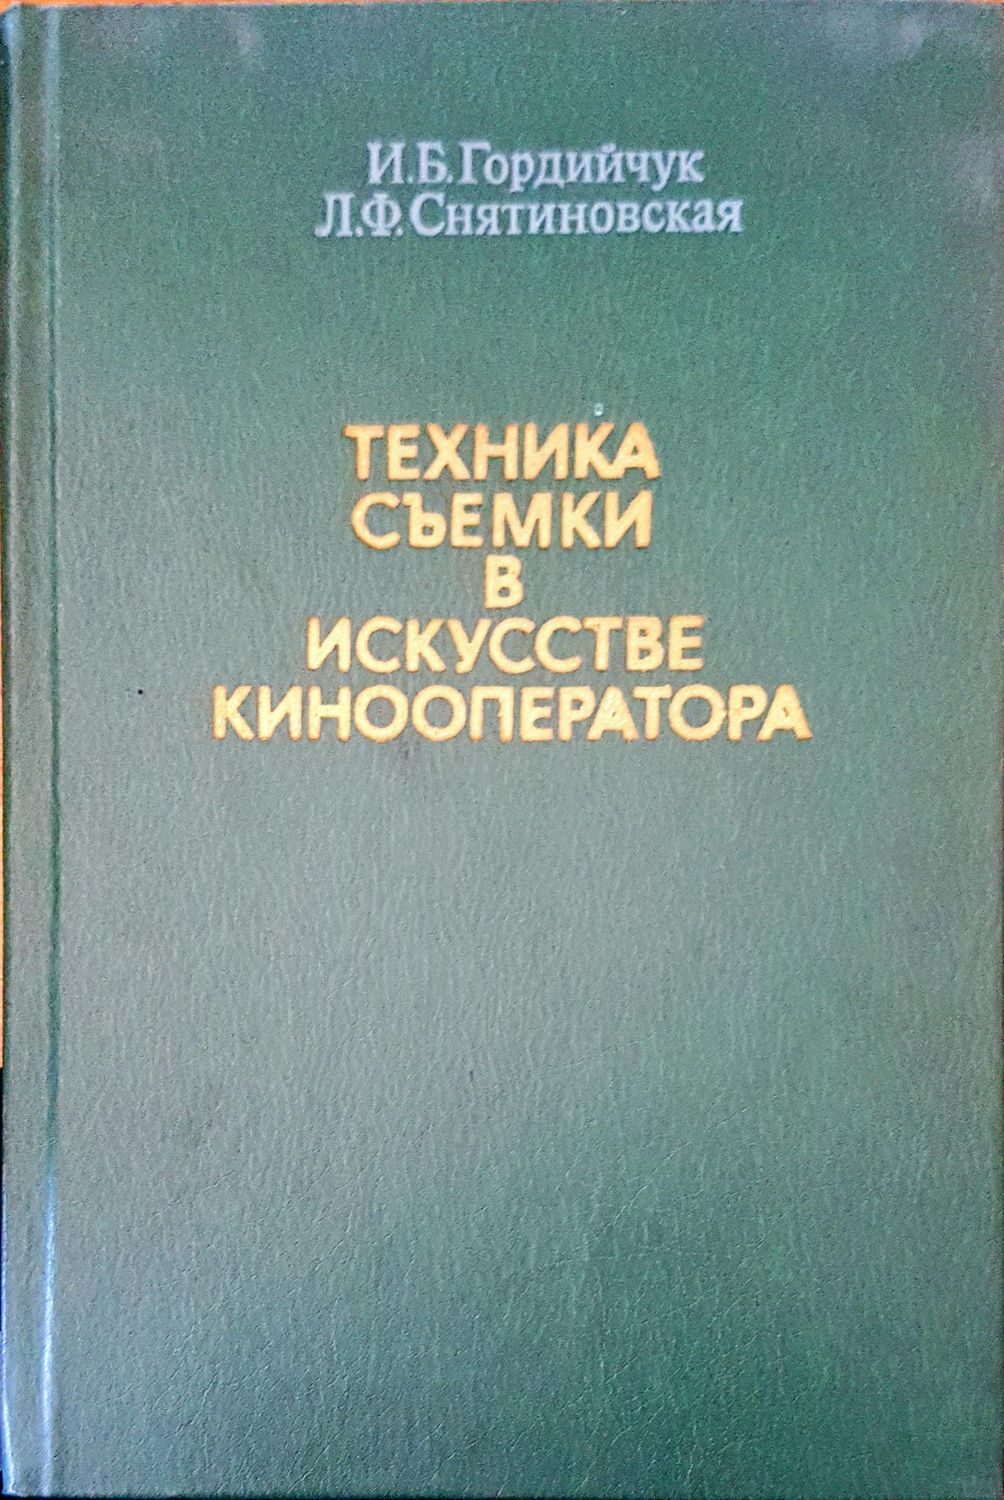 И.Б.Гордийчук
Л.Ф.Снятиновская
ТЕХНИКА
СЪЕМКИ
В
ИСКУССТВЕ
КИНООПЕРАТОРА